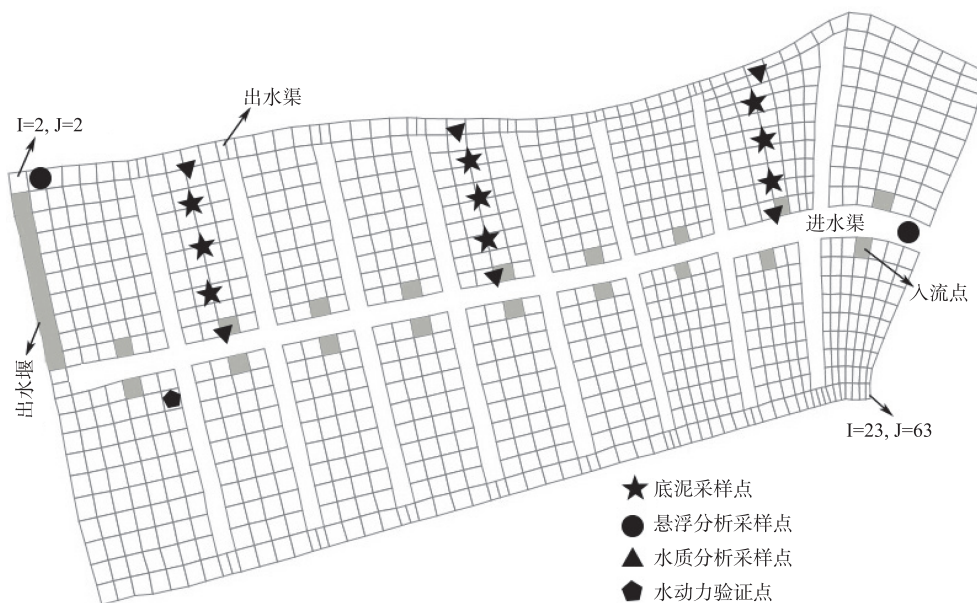 出水渠
I=2, J=2
进水渠
入流点
出水堰
I=23, J=63
底泥采样点
悬浮分析采样点
水质分析采样点
水动力验证点